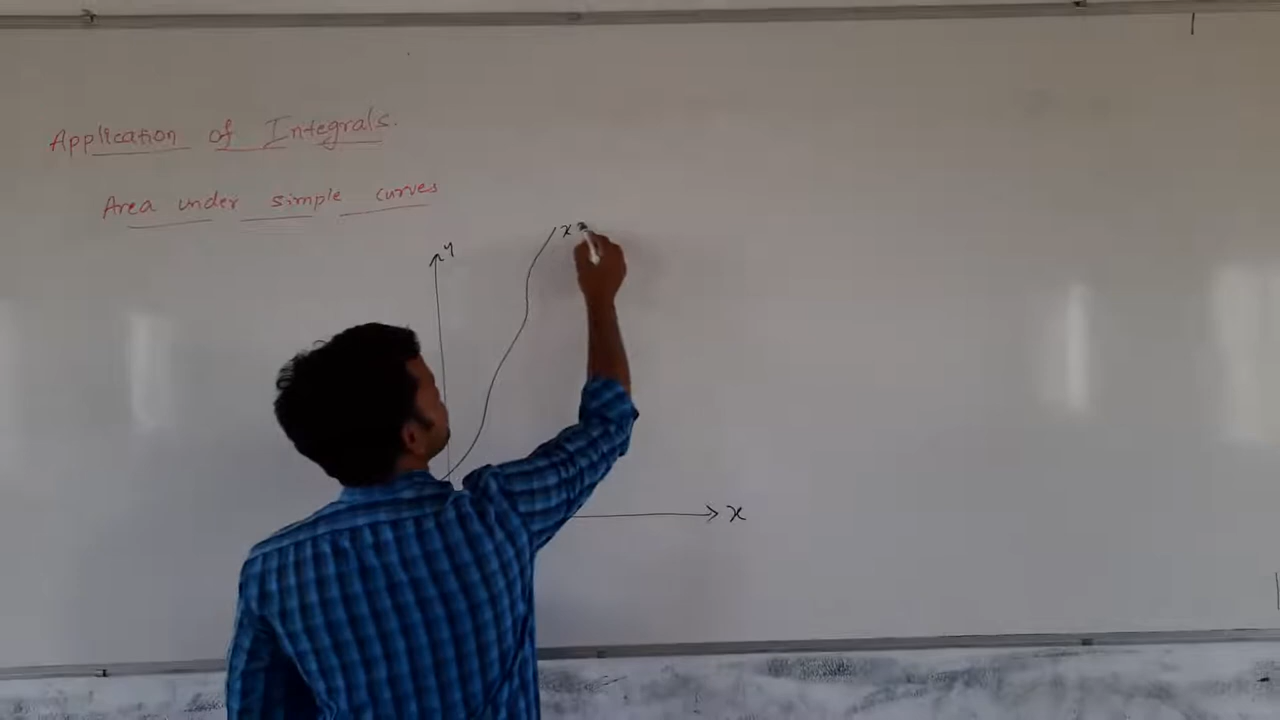 Application of Integrals.
Area under simple curves
y
x =
x